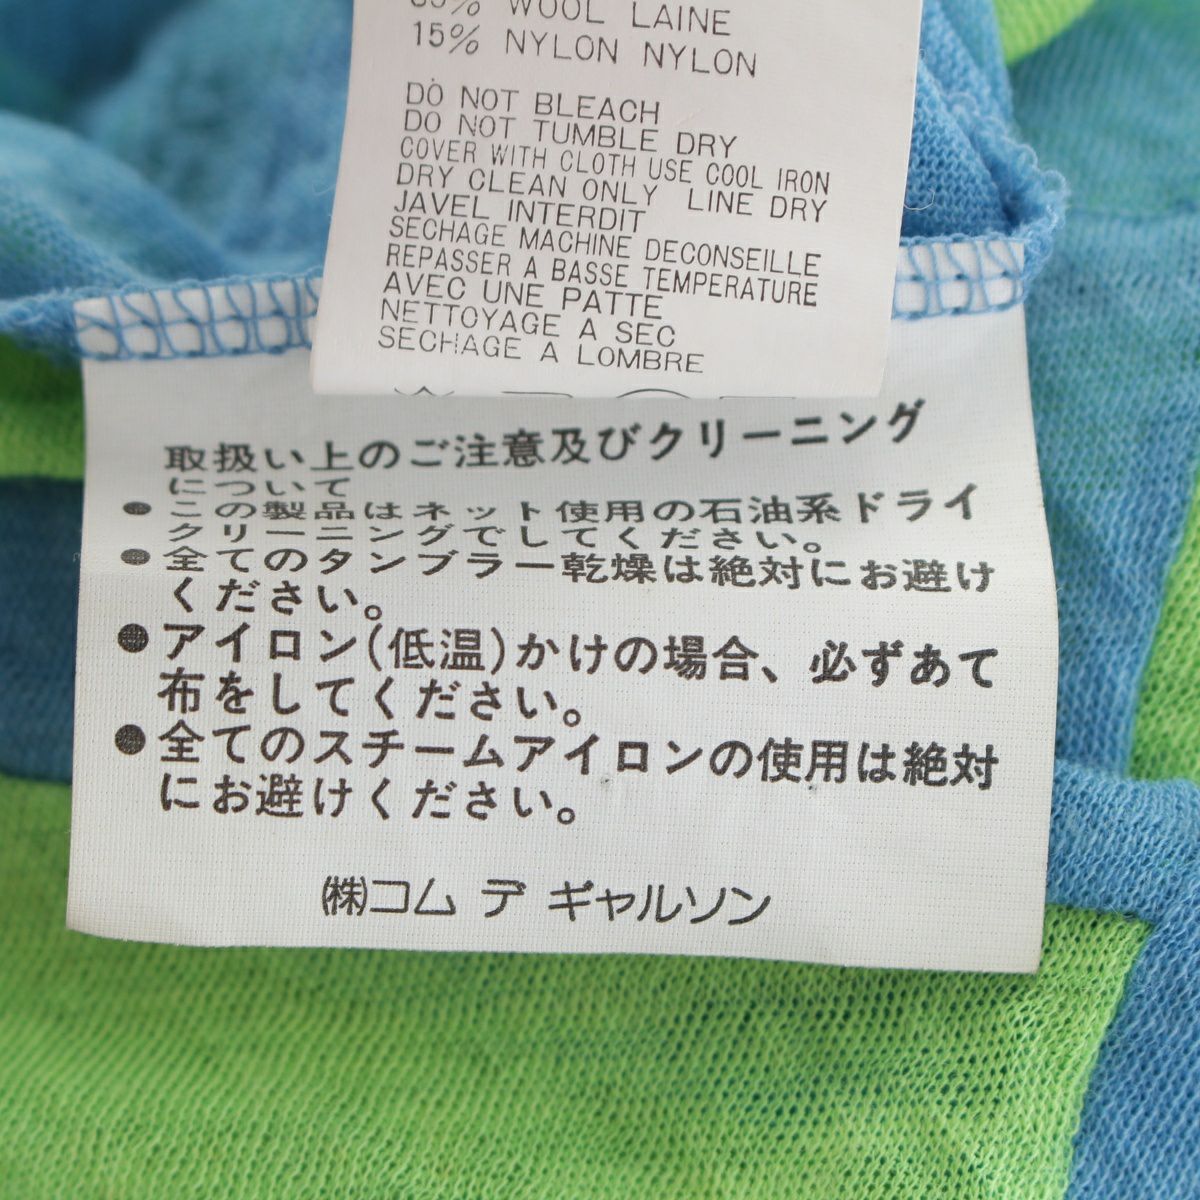 WOOL LAINE
15% NYLON NYLON
DO NOT BLEACH
DO NOT TUMBLE DRY
COVER WITH CLOTH USE COOL IRON
DRY CLEAN ONLY LINE DRY
JAVEL INTERDIT
SECHAGE MACHINE DECONSEILLE
REPASSER A BASSE TEMPERATURE
AVEC UNE PATTE
NETTOYAGE A SEC
SECHAGE A LOMBRE
取扱い上のご注意及びクリーニング
について
● この製品はネット使用の石油系ドライ
クリーニングでしてください。
● 全てのタンブラー乾燥は絶対にお避け
ください。
● アイロン(低温)かけの場合、必ずあて
布をしてください。
● 全てのスチームアイロンの使用は絶対
にお避けください。
㈱コム デ ギャルソン